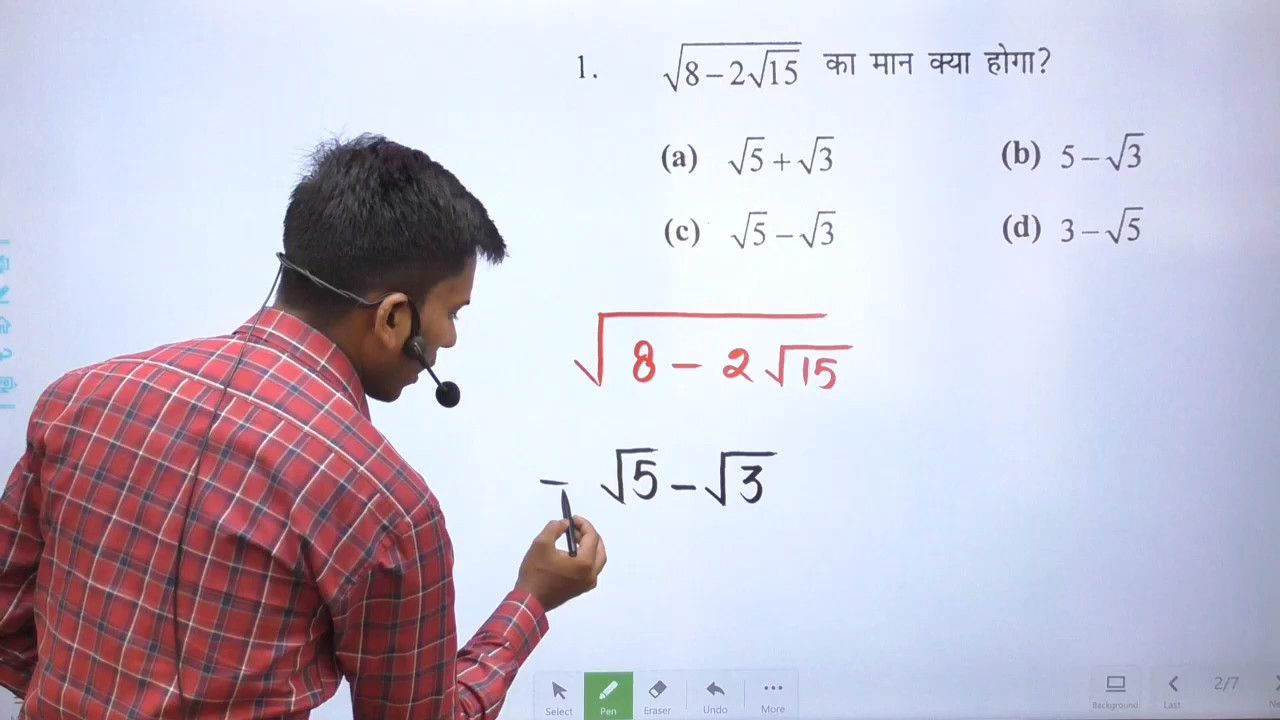 1. √(8-2√15) का मान क्या होगा?
(a) √5+√3 (b) 5-√3
(c) √5-√3 (d) 3-√5
√(8-2√15)
- √5-√3
Select Pen Eraser Undo More Background Last 2/7